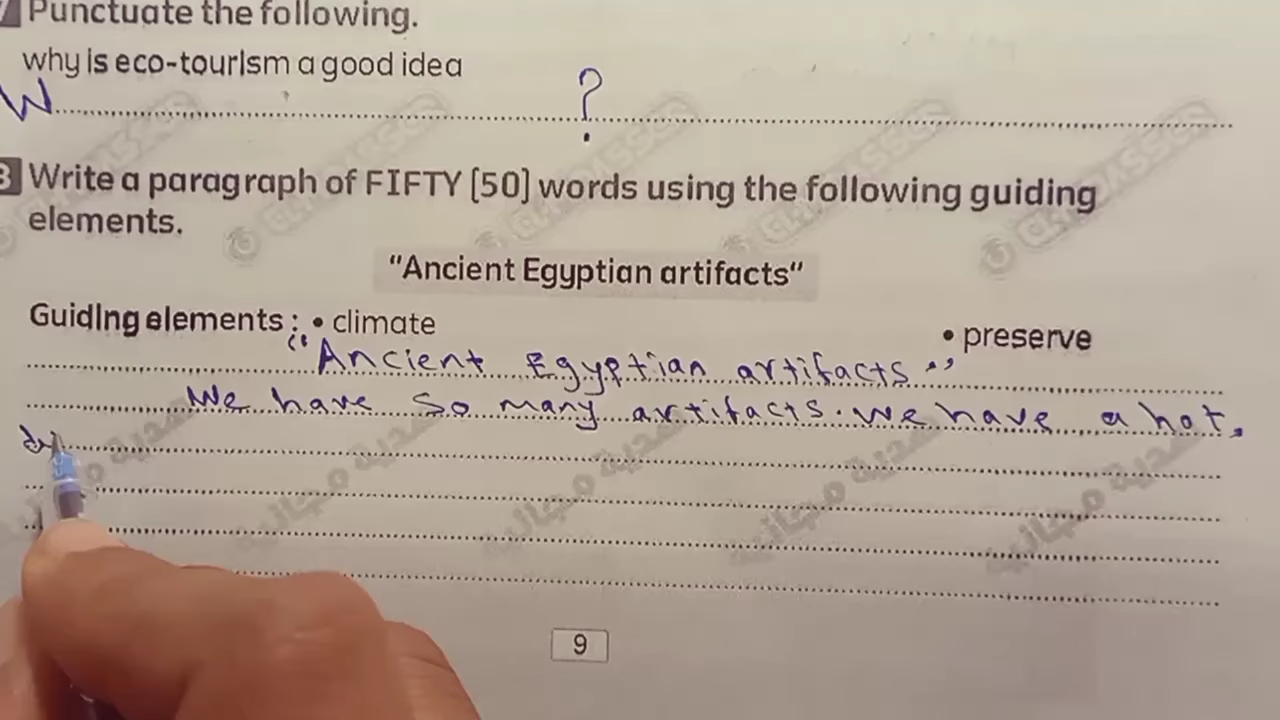 7 Punctuate the following.
why is eco-tourism a good idea
W ?
8 Write a paragraph of FIFTY [50] words using the following guiding
elements.
"Ancient Egyptian artifacts"
Guiding elements : • climate • preserve
"Ancient Egyptian artifacts."
We have so many artifacts. We have a hot,
9